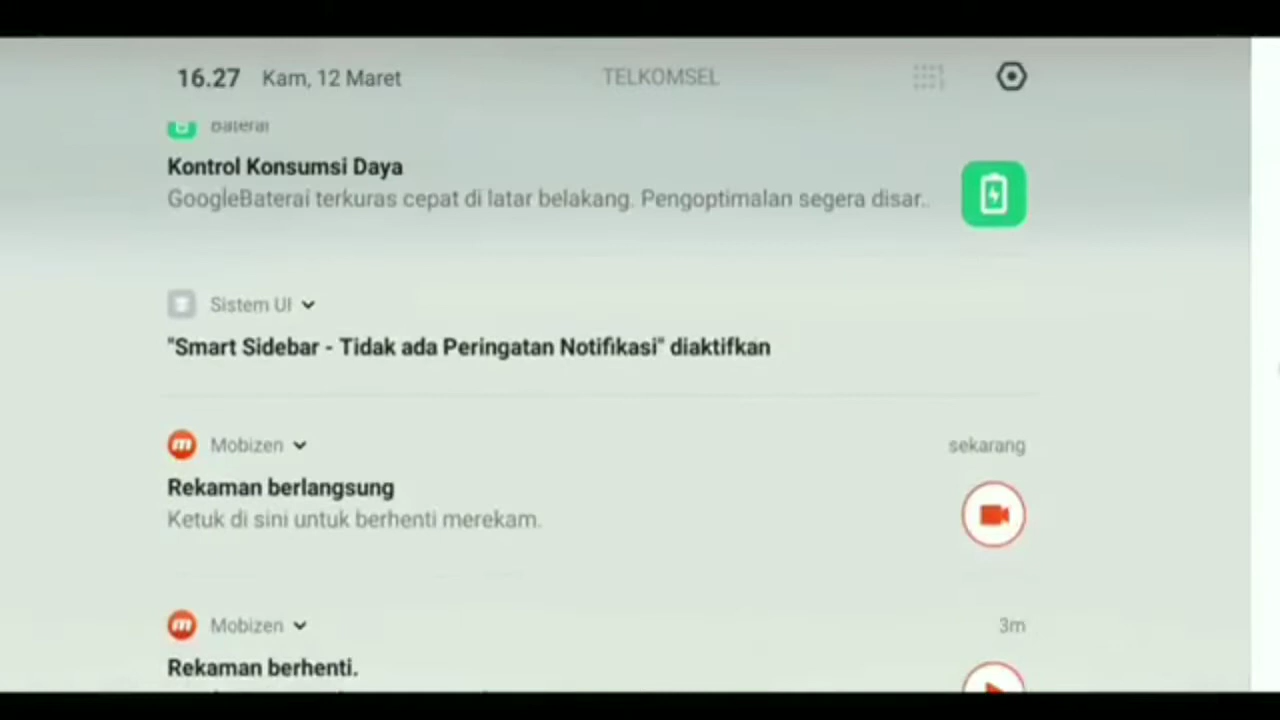 16.27 Kam, 12 Maret TELKOMSEL
Baterai
Kontrol Konsumsi Daya
GoogleBaterai terkuras cepat di latar belakang. Pengoptimalan segera disar..
Sistem UI
"Smart Sidebar - Tidak ada Peringatan Notifikasi" diaktifkan
Mobizen sekarang
Rekaman berlangsung
Ketuk di sini untuk berhenti merekam.
Mobizen 3m
Rekaman berhenti.